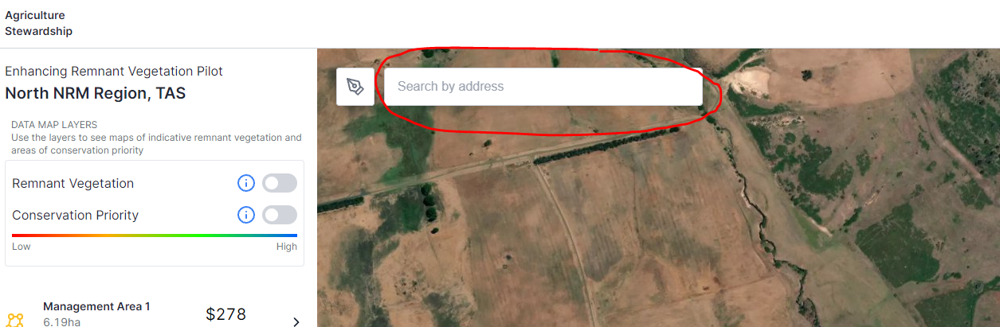 Agriculture
Stewardship
Enhancing Remnant Vegetation Pilot
North NRM Region, TAS
DATA MAP LAYERS
Use the layers to see maps of indicative remnant vegetation and
areas of conservation priority
Remnant Vegetation
Conservation Priority
Low High
Management Area 1
6.19ha
$278
Search by address